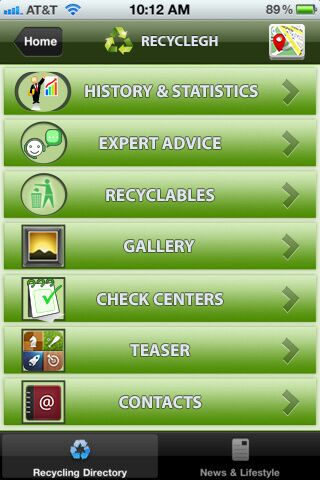 AT&T 10:12 AM 89%
Home RECYCLEGH
HISTORY & STATISTICS
EXPERT ADVICE
RECYCLABLES
GALLERY
CHECK CENTERS
TEASER
@ CONTACTS
Recycling Directory News & Lifestyle